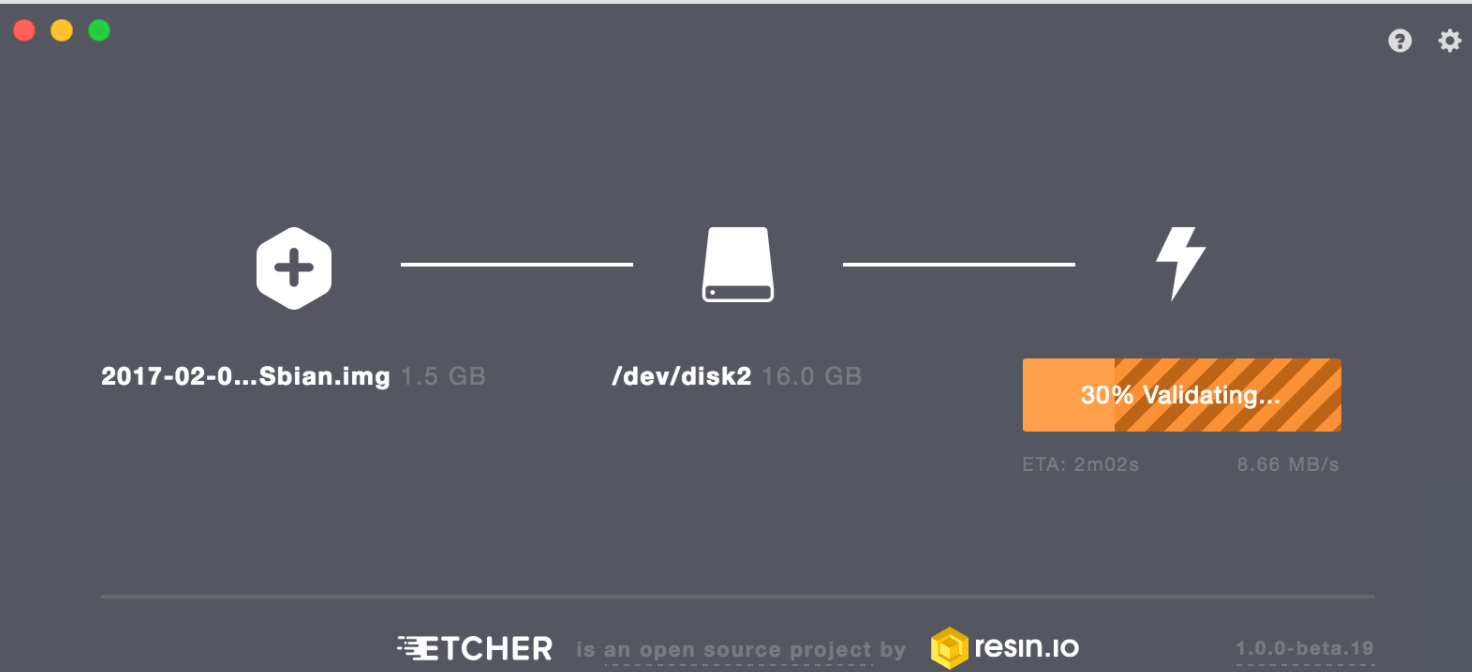 2017-02-0...Sbian.img 1.5 GB
/dev/disk2 16.0 GB
30% Validating...
ETA: 2m02s 8.66 MB/s
ETCHER is an open source project by resin.io 1.0.0-beta.19